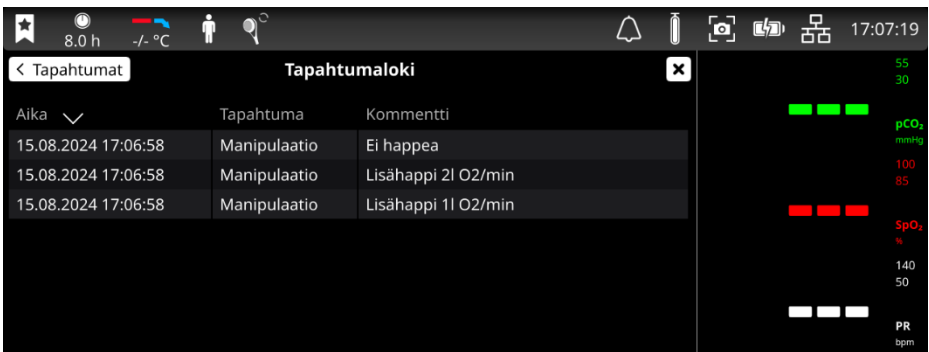 8.0 h
-/- °C
17:07:19
Tapahtumat
Tapahtumaloki
Aika
Tapahtuma
Kommentti
15.08.2024 17:06:58 Manipulaatio Ei happea
15.08.2024 17:06:58 Manipulaatio Lisähappi 2l O2/min
15.08.2024 17:06:58 Manipulaatio Lisähappi 1l O2/min
55
30
pCO₂
mmHg
100
85
SpO₂
%
140
50
PR
bpm